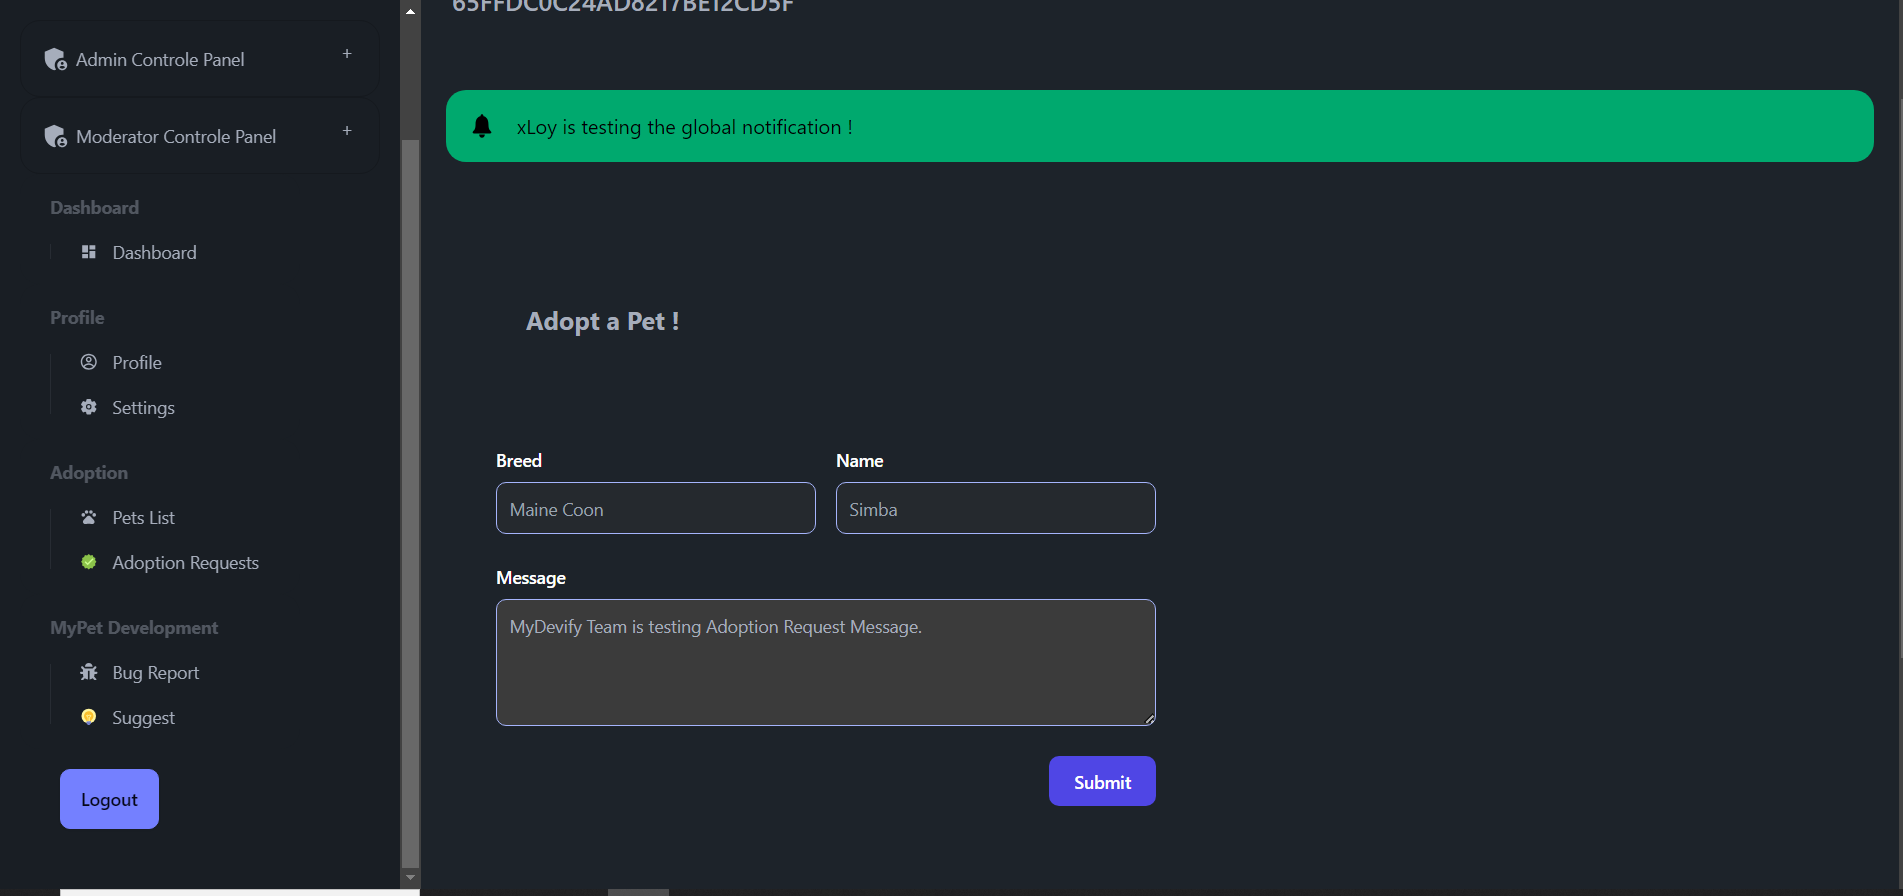 Admin Controle Panel
+
Moderator Controle Panel
+
Dashboard
Dashboard
Profile
Profile
Settings
Adoption
Pets List
Adoption Requests
MyPet Development
Bug Report
Suggest
Logout
65FFDC0C24AD8217BE12CD5F
xLoy is testing the global notification !
Adopt a Pet !
Breed
Name
Maine Coon
Simba
Message
MyDevify Team is testing Adoption Request Message.
Submit